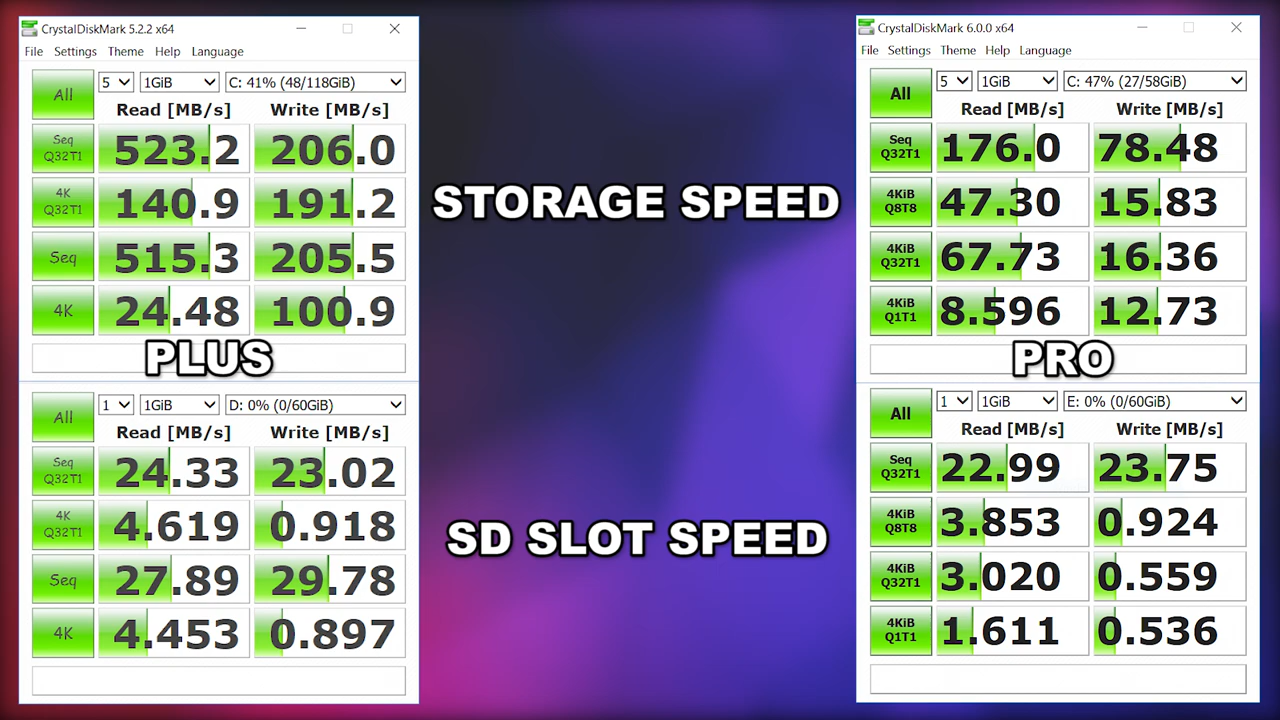 CrystalDiskMark 5.2.2 x64
File Settings Theme Help Language
All 5 1GiB C: 41% (48/118GiB)
Read [MB/s] Write [MB/s]
Seq Q32T1 523.2 206.0
4K Q32T1 140.9 191.2
Seq 515.3 205.5
4K 24.48 100.9
PLUS
All 1 1GiB D: 0% (0/60GiB)
Read [MB/s] Write [MB/s]
Seq Q32T1 24.33 23.02
4K Q32T1 4.619 0.918
Seq 27.89 29.78
4K 4.453 0.897
STORAGE SPEED
SD SLOT SPEED
CrystalDiskMark 6.0.0 x64
File Settings Theme Help Language
All 5 1GiB C: 47% (27/58GiB)
Read [MB/s] Write [MB/s]
Seq Q32T1 176.0 78.48
4KiB Q8T8 47.30 15.83
4KiB Q32T1 67.73 16.36
4KiB Q1T1 8.596 12.73
PRO
All 1 1GiB E: 0% (0/60GiB)
Read [MB/s] Write [MB/s]
Seq Q32T1 22.99 23.75
4KiB Q8T8 3.853 0.924
4KiB Q32T1 3.020 0.559
4KiB Q1T1 1.611 0.536